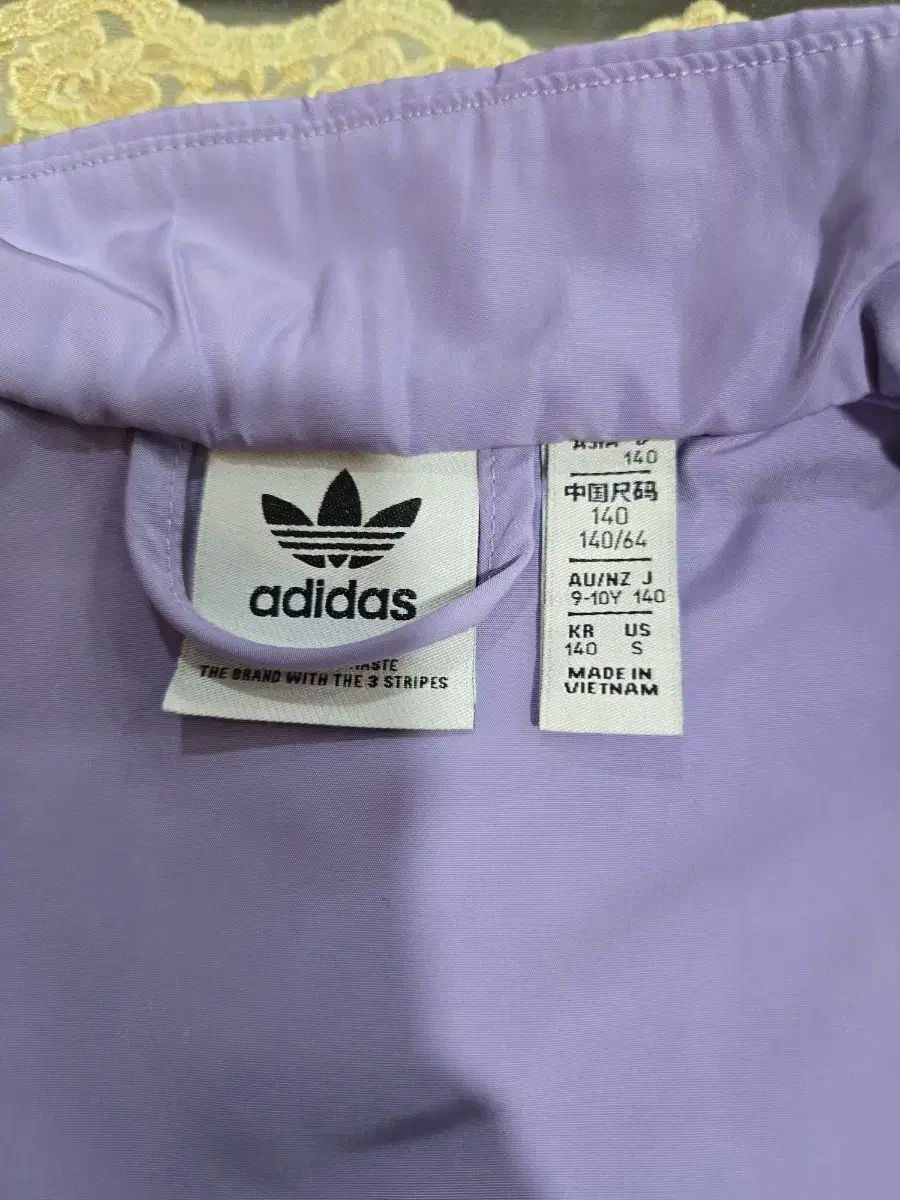 adidas
THE BRAND WITH THE 3 STRIPES
140
中国尺码
140
140/64
AU/NZ J
9-10Y 140
KR US
140 S
MADE IN
VIETNAM